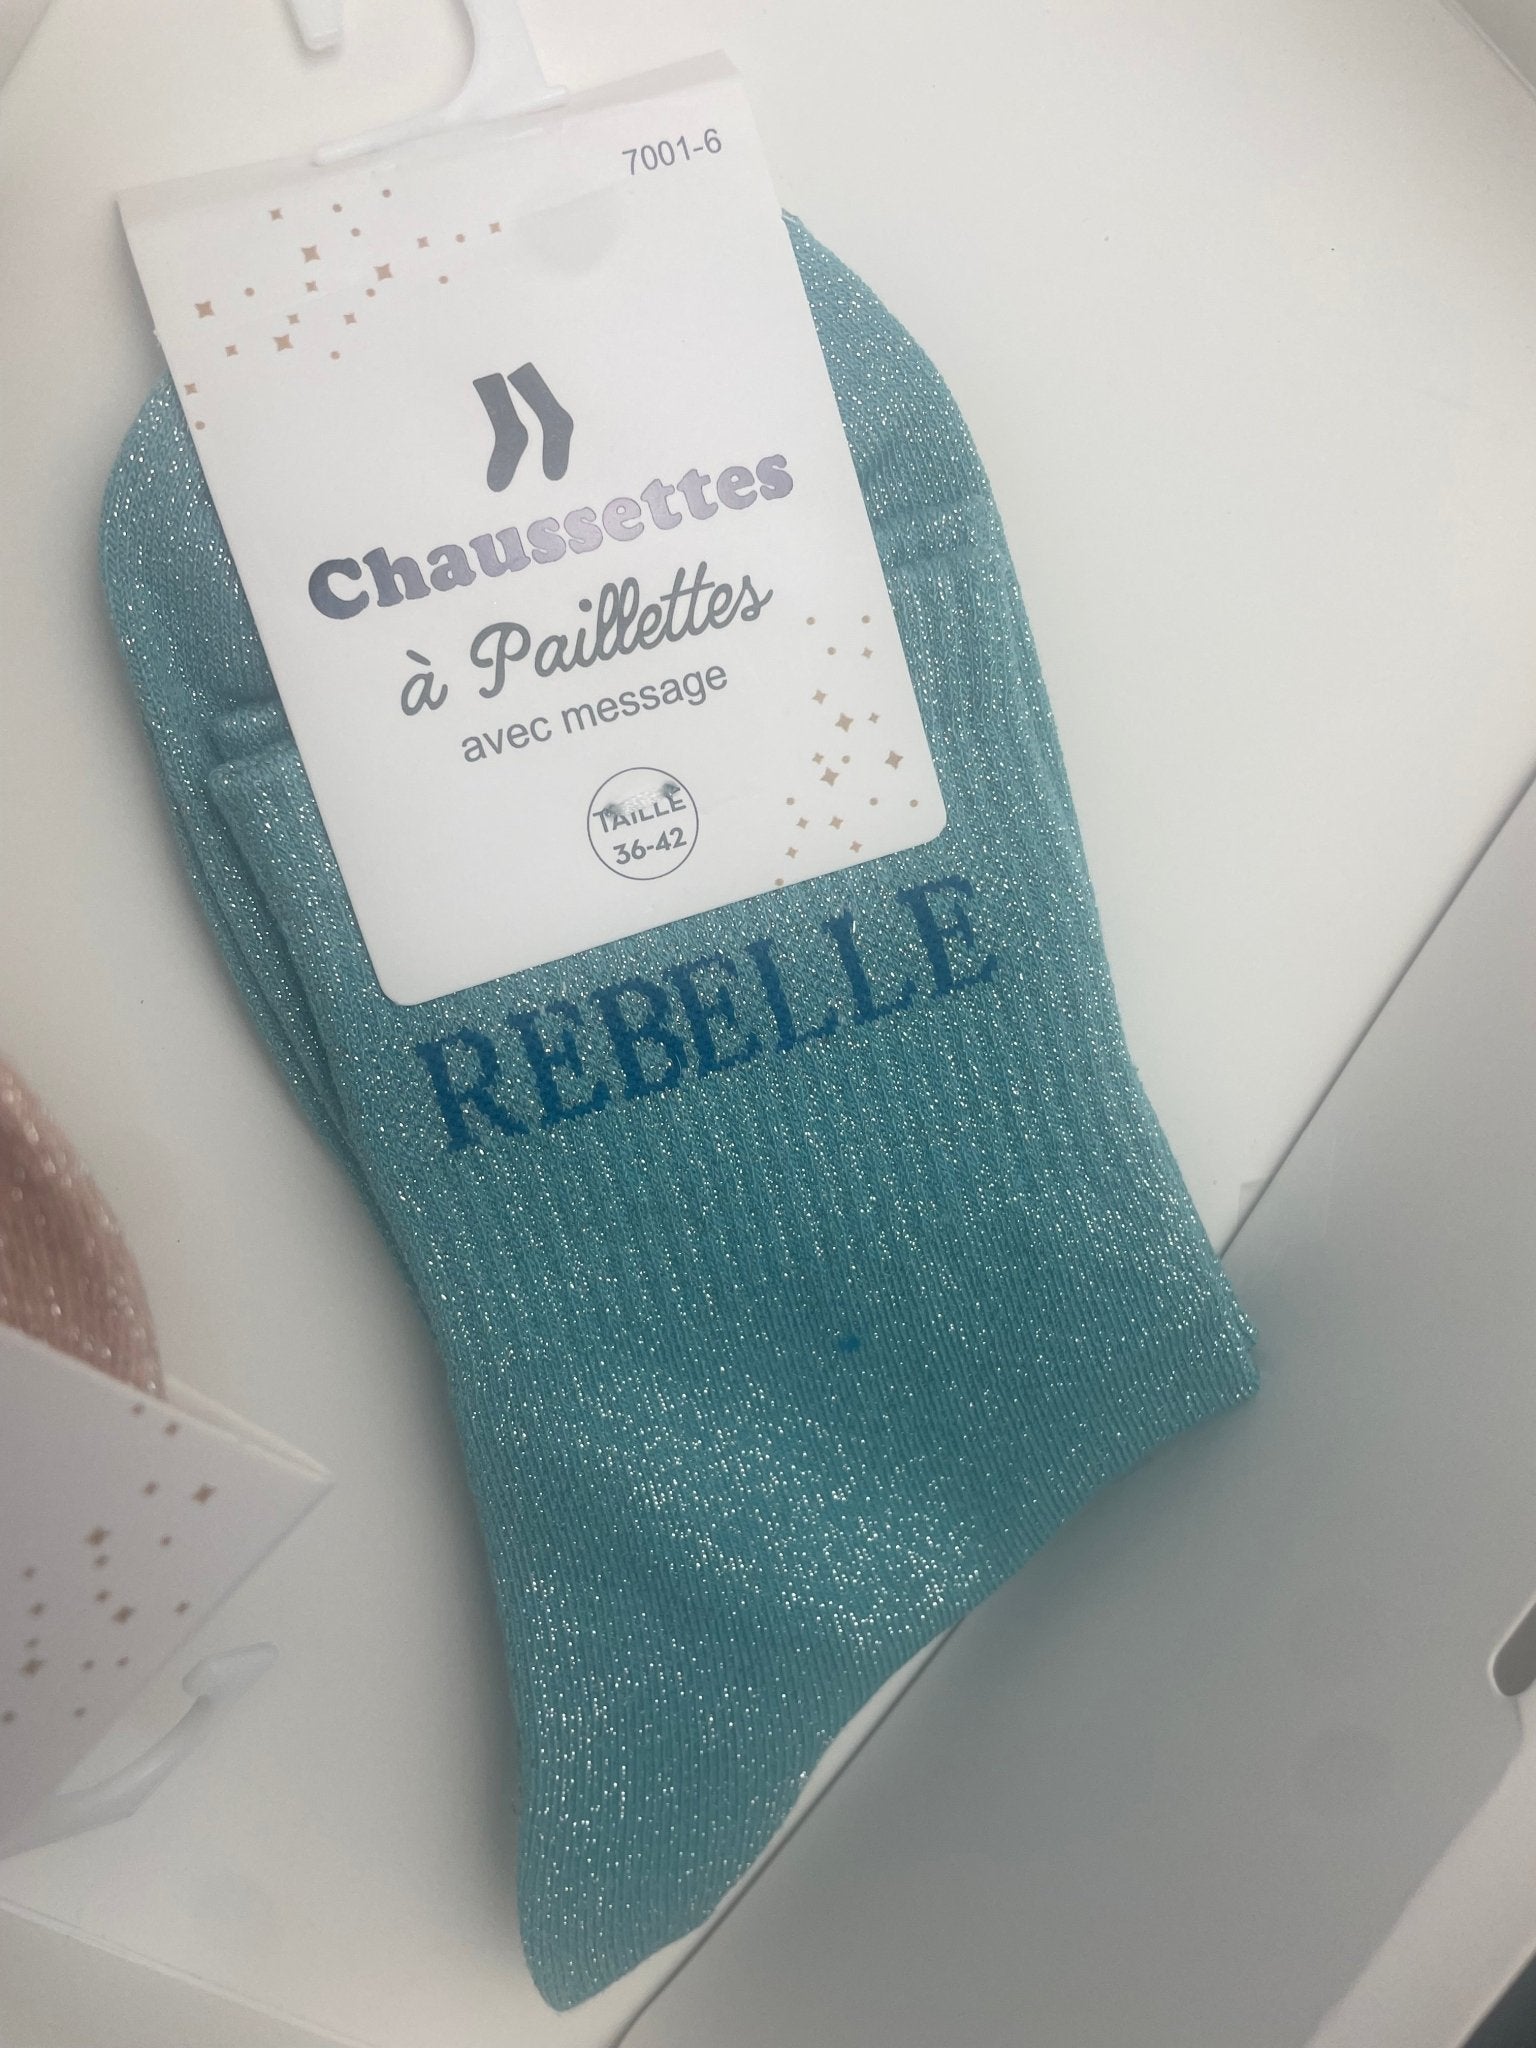 7001-6
Chaussettes
à Paillettes
avec message
TAILLE
36-42
REBELLE